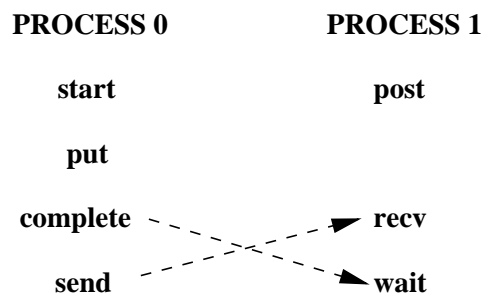 PROCESS 0 PROCESS 1
start post
put
complete recv
send wait